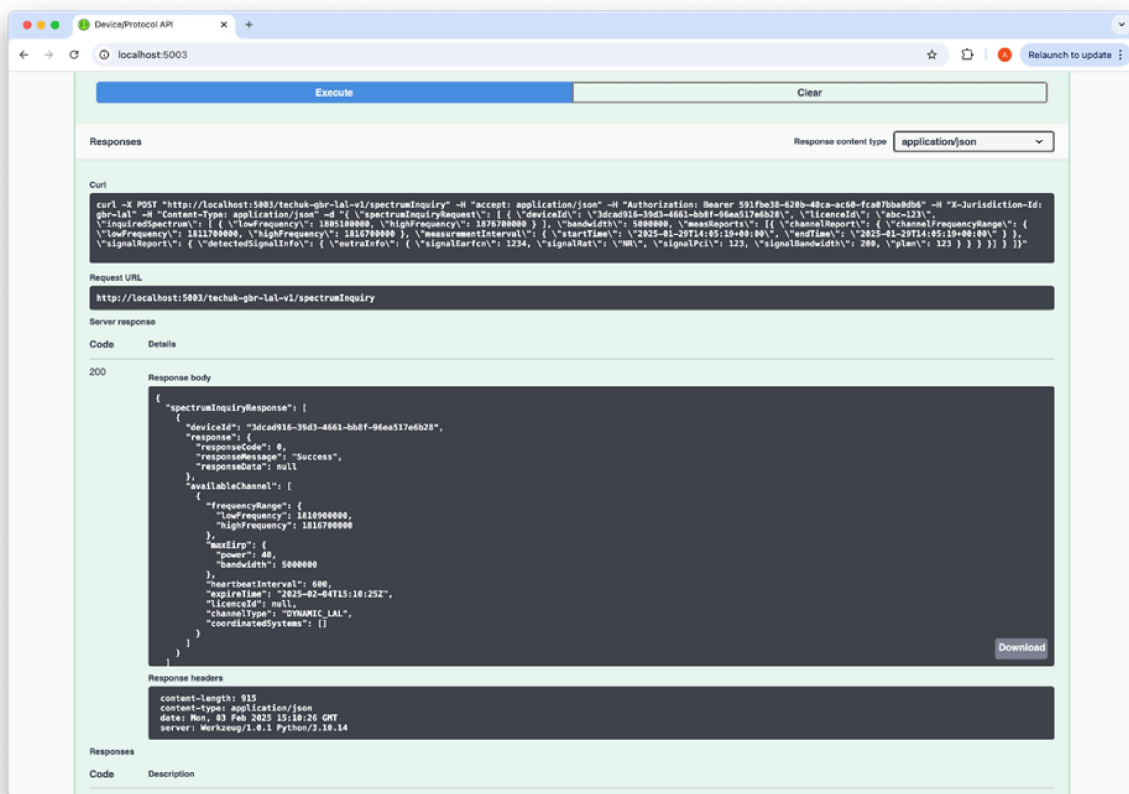 Device/Protocol API
localhost:5003
A
Relaunch to update
Execute
Clear
Responses
Response content type
application/json
Curl
curl -X POST "http://localhost:5003/techuk-gbr-lal-v1/spectrumInquiry" -H "accept: application/json" -H "Authorization: Bearer 591fbe38-620b-40ca-ac60-fca07bba0db6" -H "X-Jurisdiction-Id:
gbr-lal" -H "Content-Type: application/json" -d "{ \"spectrumInquiryRequest\": [ { \"deviceId\": \"3dcad916-39d3-4661-bb8f-96ea517e6b28\", \"licenceId\": \"abc-123\",
\"inquiredSpectrum\": [ { \"lowFrequency\": 1805100000, \"highFrequency\": 1876700000 } ], \"bandwidth\": 5000000, \"measReports\": [{ \"channelReport\": { \"channelFrequencyRange\": {
\"lowFrequency\": 1811700000, \"highFrequency\": 1816700000 }, \"measurementInterval\": { \"startTime\": \"2025-01-29T14:05:19+00:00\", \"endTime\": \"2025-01-29T14:05:19+00:00\" } },
\"signalReport\": { \"detectedSignalInfo\": { \"eutraInfo\": { \"signalEarfcn\": 1234, \"signalRat\": \"NR\", \"signalPci\": 123, \"signalBandwidth\": 200, \"plmn\": 123 } } } }] } ]}"
Request URL
http://localhost:5003/techuk-gbr-lal-v1/spectrumInquiry
Server response
Code
Details
200
Response body
{
"spectrumInquiryResponse": [
{
"deviceId": "3dcad916-39d3-4661-bb8f-96ea517e6b28",
"response": {
"responseCode": 0,
"responseMessage": "Success",
"responseData": null
},
"availableChannel": [
{
"frequencyRange": {
"lowFrequency": 1810900000,
"highFrequency": 1816700000
},
"maxEirp": {
"power": 40,
"bandwidth": 5000000
},
"heartbeatInterval": 600,
"expireTime": "2025-02-04T15:10:25Z",
"licenceId": null,
"channelType": "DYNAMIC_LAL",
"coordinatedSystems": []
}
]
}
]
Download
Response headers
content-length: 915
content-type: application/json
date: Mon, 03 Feb 2025 15:10:26 GMT
server: Werkzeug/1.0.1 Python/3.10.14
Responses
Code
Description